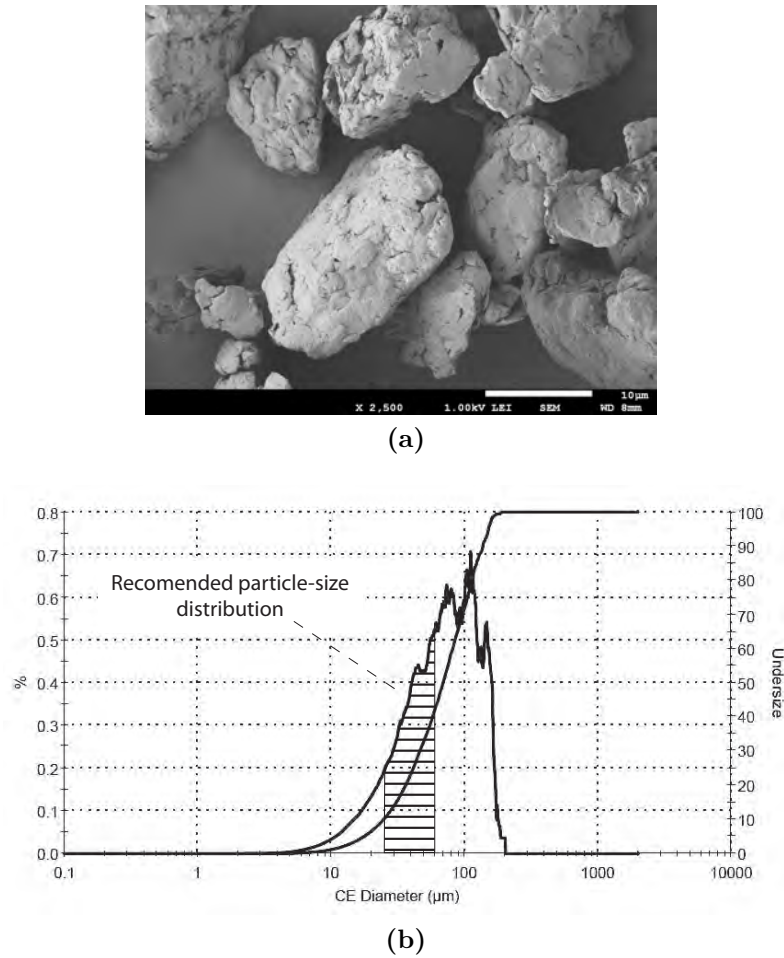 10µm
X 2,500 1.00kV LEI SEM WD 8mm
(a)
0.8
0.7
0.6
0.5
0.4
0.3
0.2
0.1
0.0
%
Recomended particle-size
distribution
100
90
80
70
60
50
40
30
20
10
0
Undersize
0.1 1 10 100 1000 10000
CE Diameter (µm)
(b)